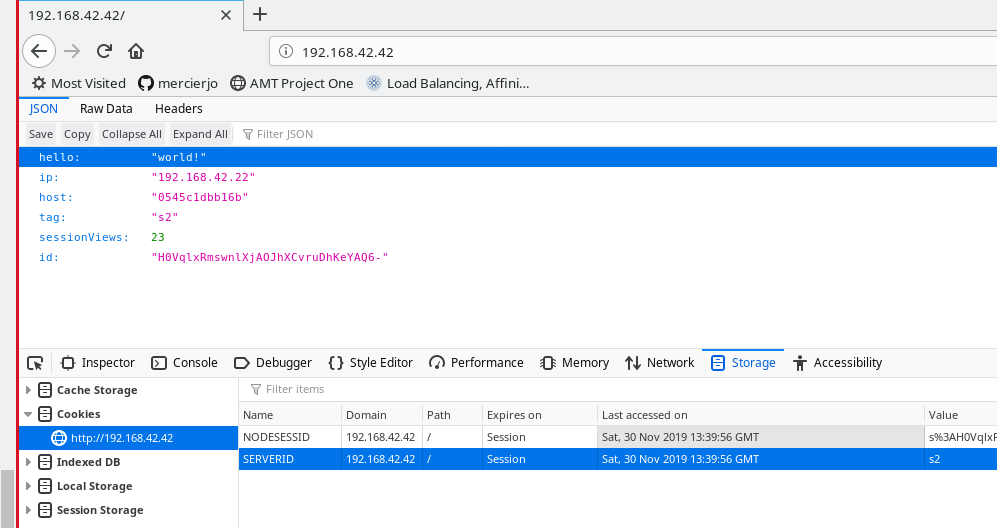 192.168.42.42/
192.168.42.42
Most Visited mercierjo AMT Project One Load Balancing, Affini...
JSON Raw Data Headers
Save Copy Collapse All Expand All Filter JSON
hello: "world!"
ip: "192.168.42.22"
host: "0545c1dbb16b"
tag: "s2"
sessionViews: 23
id: "H0VqlxRmswnlXjAOJhXCvruDhKeYAQ6-"
Inspector Console Debugger Style Editor Performance Memory Network Storage Accessibility
Cache Storage
Cookies
http://192.168.42.42
Indexed DB
Local Storage
Session Storage
Filter items
Name Domain Path Expires on Last accessed on Value
NODESESSID 192.168.42.42 / Session Sat, 30 Nov 2019 13:39:56 GMT s%3AH0Vqlx
SERVERID 192.168.42.42 / Session Sat, 30 Nov 2019 13:39:56 GMT s2